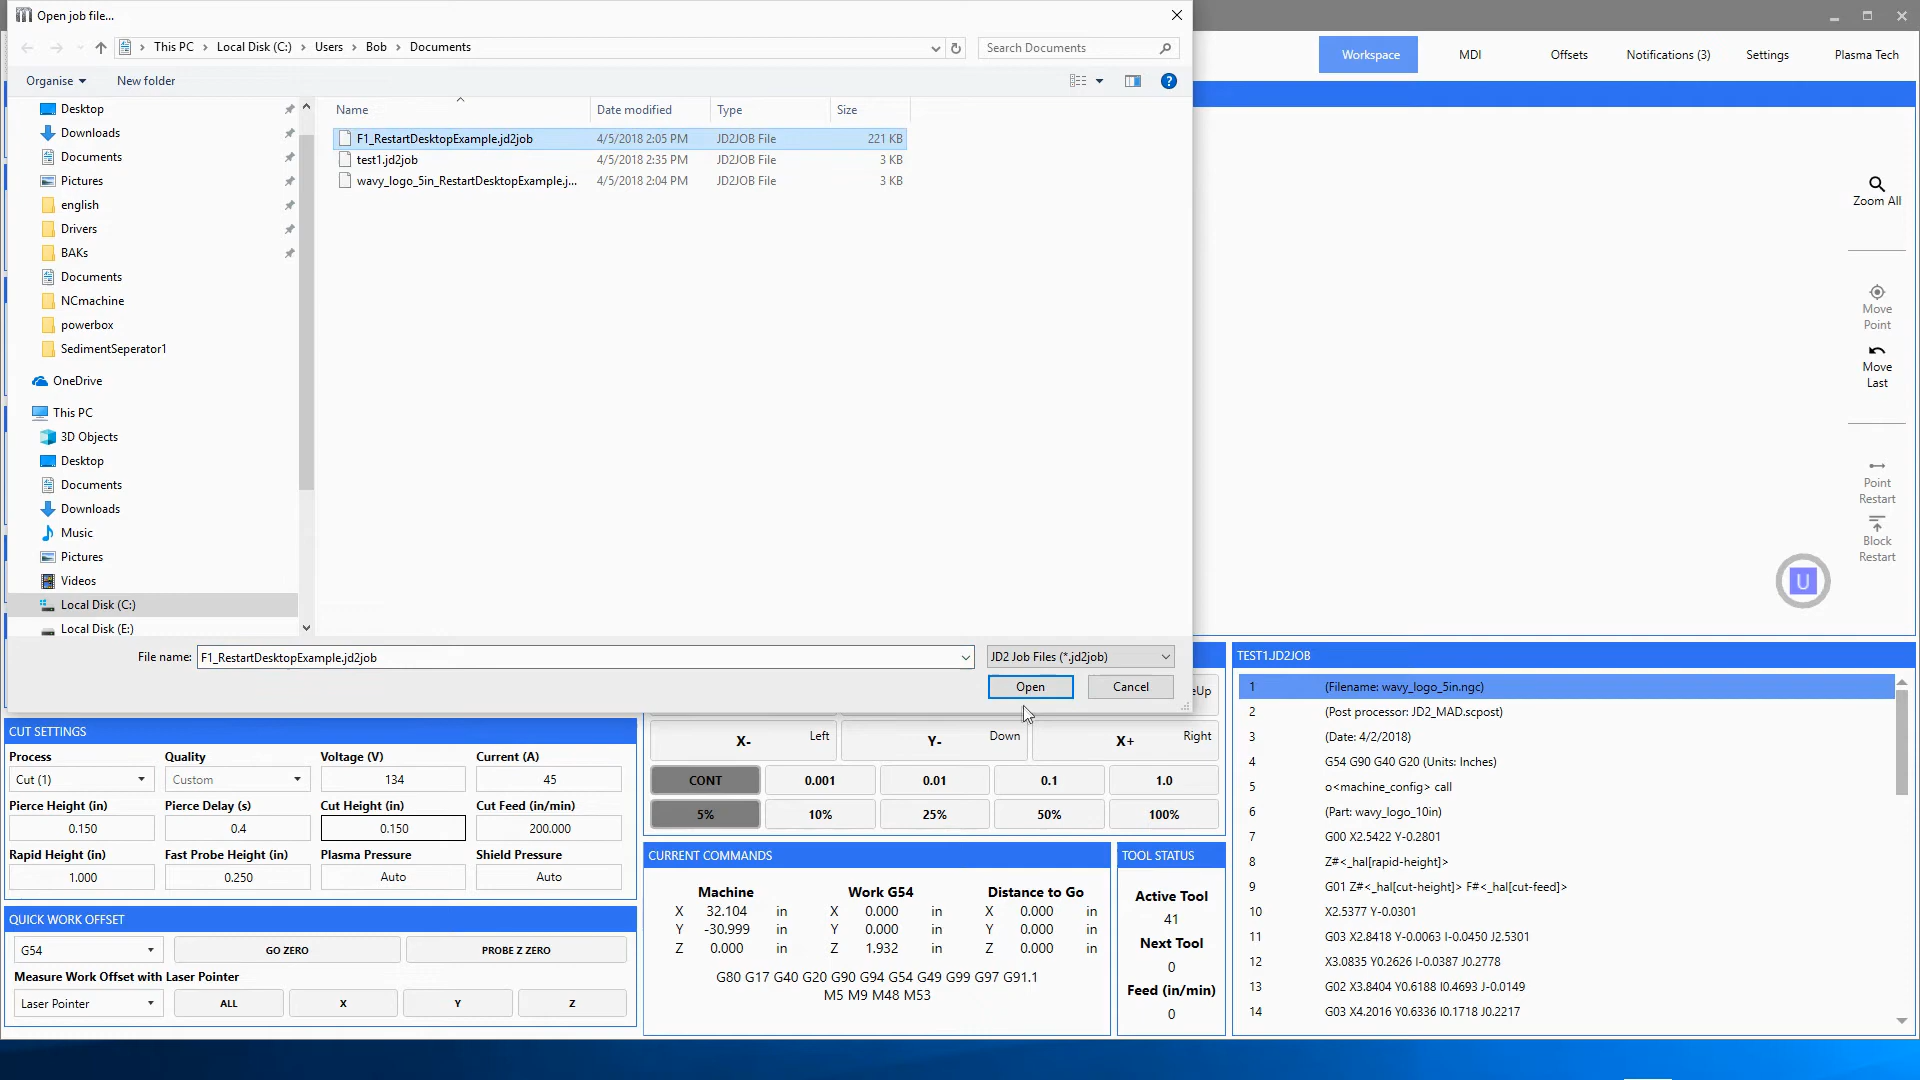 Open job file...
This PC > Local Disk (C:) > Users > Bob > Documents
Search Documents
Organise
New folder
Workspace
MDI
Offsets
Notifications (3)
Settings
Plasma Tech
Desktop
Downloads
Documents
Pictures
english
Drivers
BAKs
Documents
NCmachine
powerbox
SedimentSeperator1
OneDrive
This PC
3D Objects
Desktop
Documents
Downloads
Music
Pictures
Videos
Local Disk (C:)
Local Disk (E:)
Name Date modified Type Size
F1_RestartDesktopExample.jd2job 4/5/2018 2:05 PM JD2JOB File 221 KB
test1.jd2job 4/5/2018 2:35 PM JD2JOB File 3 KB
wavy_logo_5in_RestartDesktopExample.j... 4/5/2018 2:04 PM JD2JOB File 3 KB
File name: F1_RestartDesktopExample.jd2job
JD2 Job Files (*.jd2job)
Open
Cancel
Zoom All
Move
Point
Move
Last
Point
Restart
Block
Restart
U
CUT SETTINGS
Process Quality Voltage (V) Current (A)
Cut (1) Custom 134 45
Pierce Height (in) Pierce Delay (s) Cut Height (in) Cut Feed (in/min)
0.150 0.4 0.150 200.000
Rapid Height (in) Fast Probe Height (in) Plasma Pressure Shield Pressure
1.000 0.250 Auto Auto
QUICK WORK OFFSET
G54 GO ZERO PROBE Z ZERO
Measure Work Offset with Laser Pointer
Laser Pointer ALL X Y Z
eUp
X- Left Y- Down X+ Right
CONT 0.001 0.01 0.1 1.0
5% 10% 25% 50% 100%
CURRENT COMMANDS
Machine Work G54 Distance to Go
X 32.104 in X 0.000 in X 0.000 in
Y -30.999 in Y 0.000 in Y 0.000 in
Z 0.000 in Z 1.932 in Z 0.000 in
G80 G17 G40 G20 G90 G94 G54 G49 G99 G97 G91.1
M5 M9 M48 M53
TOOL STATUS
Active Tool
41
Next Tool
0
Feed (in/min)
0
TEST1.JD2JOB
1 (Filename: wavy_logo_5in.ngc)
2 (Post processor: JD2_MAD.scpost)
3 (Date: 4/2/2018)
4 G54 G90 G40 G20 (Units: Inches)
5 o<machine_config> call
6 (Part: wavy_logo_10in)
7 G00 X2.5422 Y-0.2801
8 Z#<_hal[rapid-height]>
9 G01 Z#<_hal[cut-height]> F#<_hal[cut-feed]>
10 X2.5377 Y-0.0301
11 G03 X2.8418 Y-0.0063 I-0.0450 J2.5301
12 X3.0835 Y0.2626 I-0.0387 J0.2778
13 G02 X3.8404 Y0.6188 I0.4693 J-0.0149
14 G03 X4.2016 Y0.6336 I0.1718 J0.2217